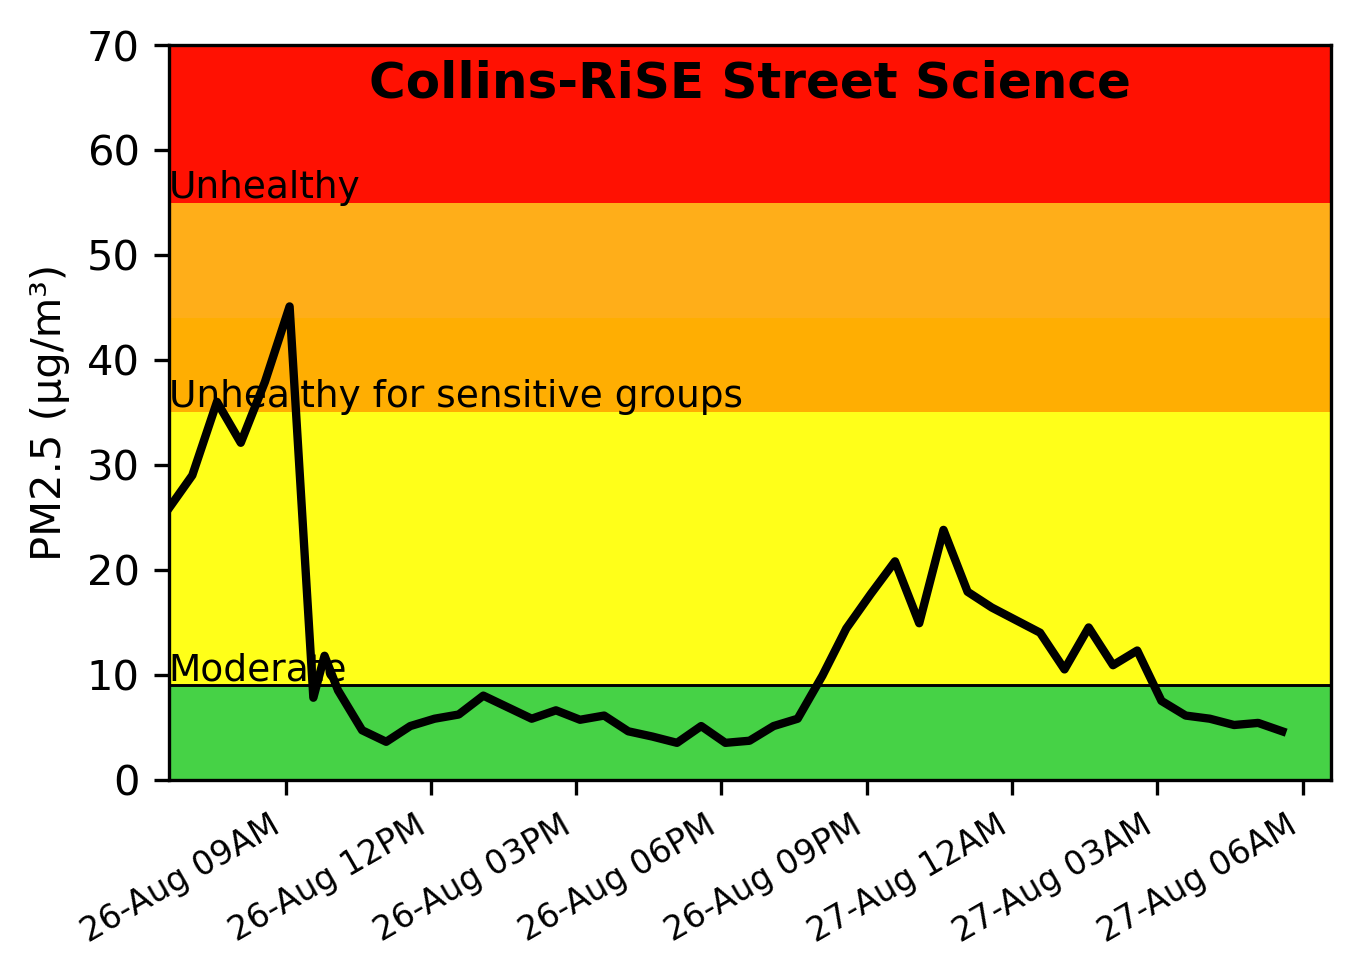 Collins-RiSE Street Science
70
60
50
40
30
20
10
0
PM2.5 (µg/m³)
Unhealthy
Unhealthy for sensitive groups
Moderate
26-Aug 09AM
26-Aug 12PM
26-Aug 03PM
26-Aug 06PM
26-Aug 09PM
27-Aug 12AM
27-Aug 03AM
27-Aug 06AM